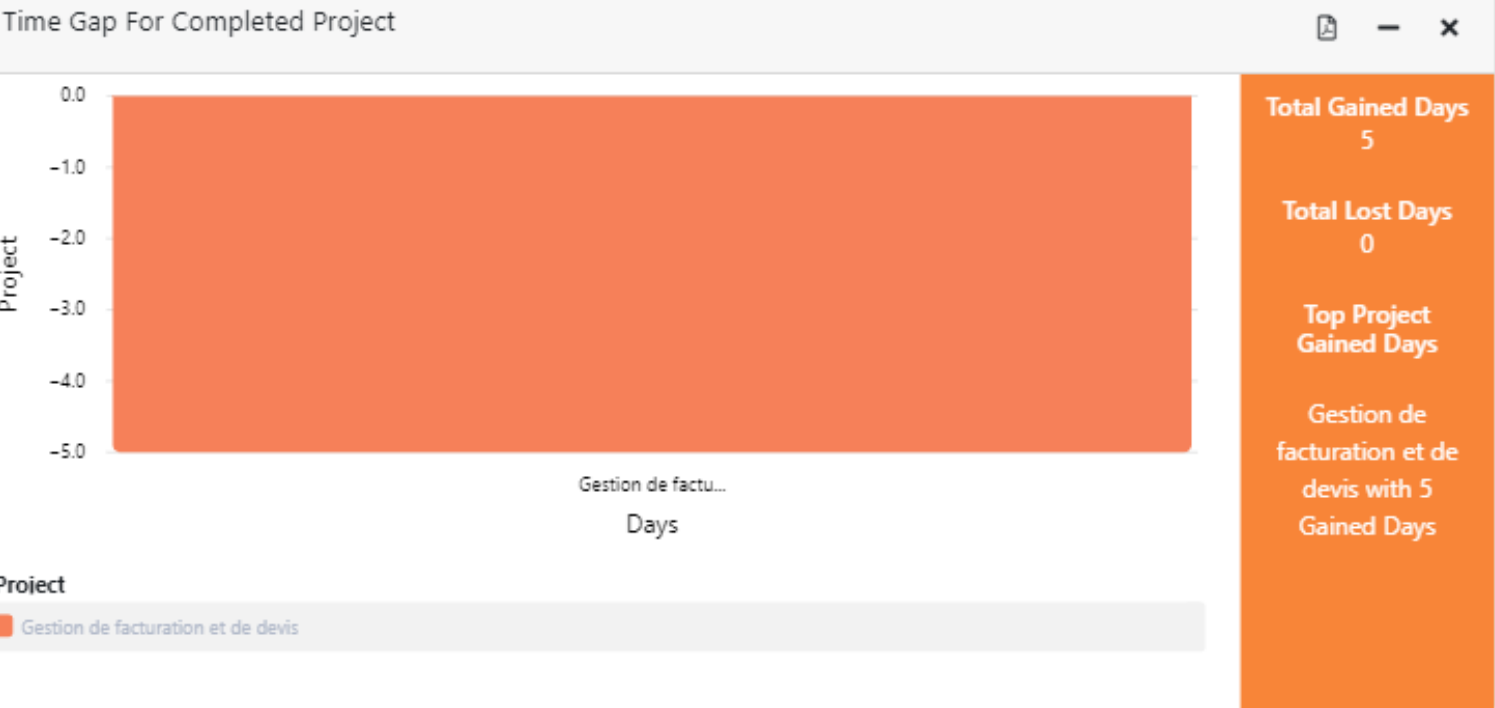 Time Gap For Completed Project
0.0
−1.0
−2.0
−3.0
−4.0
−5.0
Project
Gestion de factu...
Days
Project
Gestion de facturation et de devis
Total Gained Days
5
Total Lost Days
0
Top Project
Gained Days
Gestion de
facturation et de
devis with 5
Gained Days